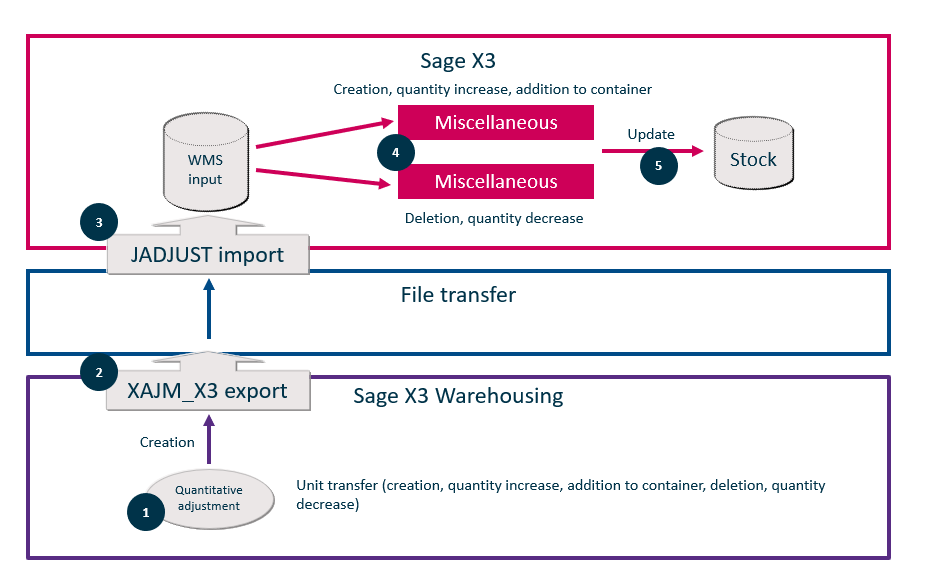 Sage X3
Creation, quantity increase, addition to container
Miscellaneous
Update
WMS
input
4
5
Stock
Miscellaneous
Deletion, quantity decrease
3
JADJUST import
File transfer
2
XAJM_X3 export
Sage X3 Warehousing
Creation
Quantitative
adjustment
1
Unit transfer (creation, quantity increase, addition to container, deletion, quantity
decrease)